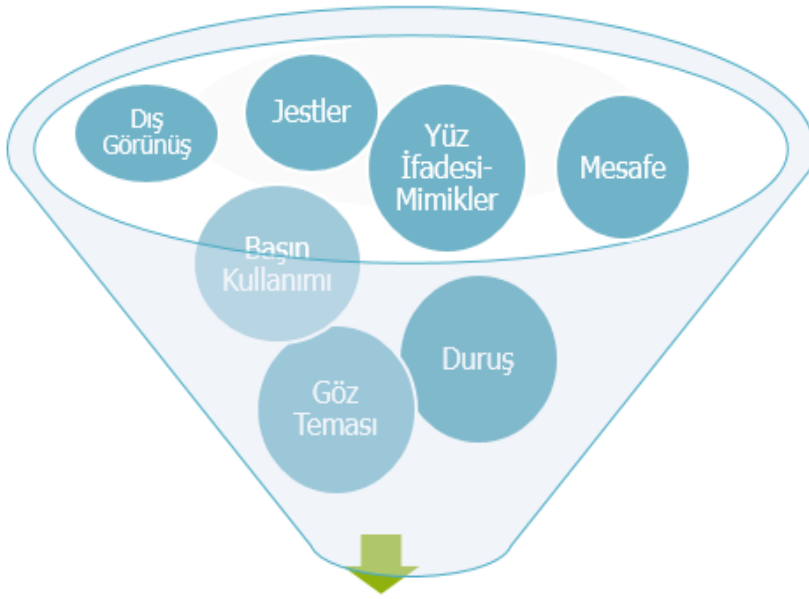 Dış
Görünüş
Jestler
Yüz
İfadesi-
Mimikler
Mesafe
Başın
Kullanımı
Duruş
Göz
Teması